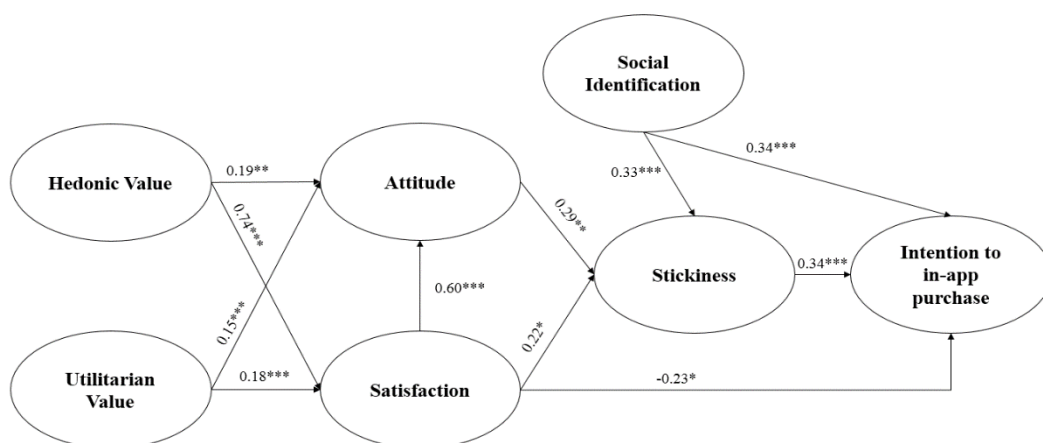 Social
Identification
0.34***
0.33***
Hedonic Value
0.19**
Attitude
0.74***
0.29**
Stickiness
0.34***
Intention to
in-app
purchase
0.60***
0.15***
0.22*
Utilitarian
Value
0.18***
Satisfaction
-0.23*